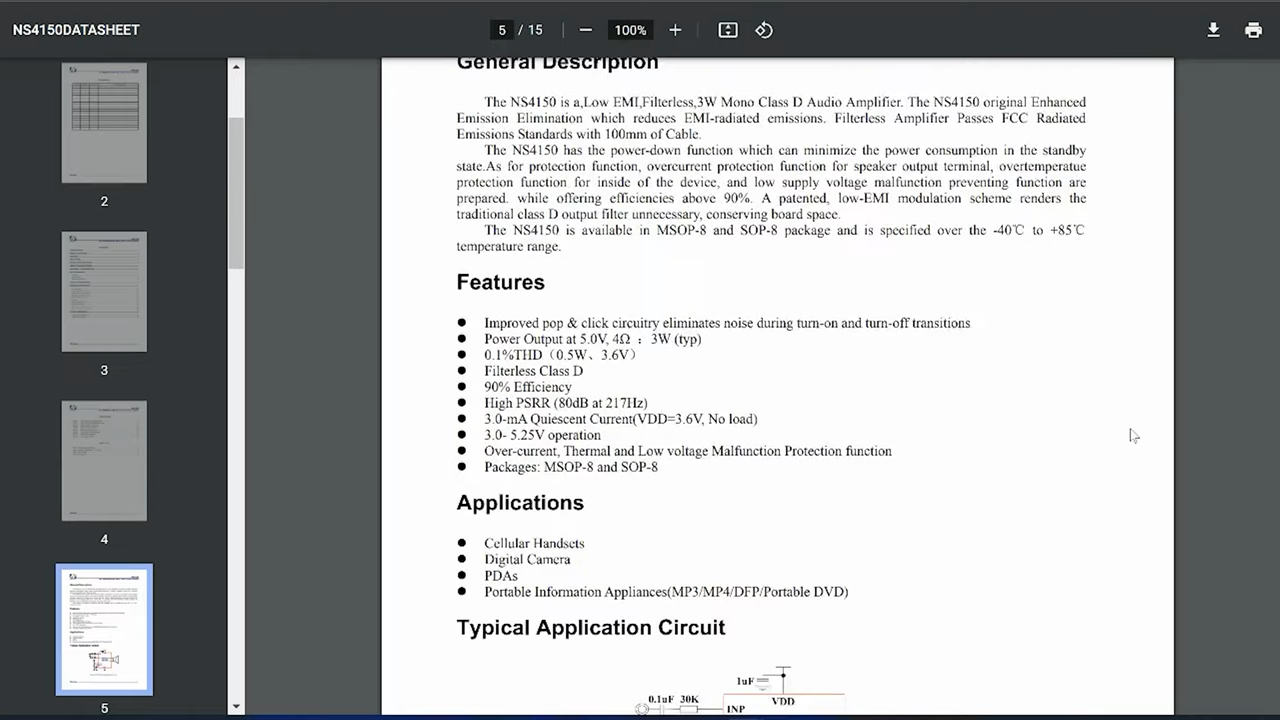 NS4150DATASHEET
5 / 15
100%
2
3
4
5
General Description
The NS4150 is a,Low EMI,Filterless,3W Mono Class D Audio Amplifier. The NS4150 original Enhanced
Emission Elimination which reduces EMI-radiated emissions. Filterless Amplifier Passes FCC Radiated
Emissions Standards with 100mm of Cable.
The NS4150 has the power-down function which can minimize the power consumption in the standby
state.As for protection function, overcurrent protection function for speaker output terminal, overtemperatue
protection function for inside of the device, and low supply voltage malfunction preventing function are
prepared. while offering efficiencies above 90%. A patented, low-EMI modulation scheme renders the
traditional class D output filter unnecessary, conserving board space.
The NS4150 is available in MSOP-8 and SOP-8 package and is specified over the -40℃ to +85℃
temperature range.
Features
● Improved pop & click circuitry eliminates noise during turn-on and turn-off transitions
● Power Output at 5.0V, 4Ω ：3W (typ)
● 0.1%THD（0.5W、3.6V）
● Filterless Class D
● 90% Efficiency
● High PSRR (80dB at 217Hz)
● 3.0-mA Quiescent Current(VDD=3.6V, No load)
● 3.0- 5.25V operation
● Over-current, Thermal and Low voltage Malfunction Protection function
● Packages: MSOP-8 and SOP-8
Applications
● Cellular Handsets
● Digital Camera
● PDAs
● Portable Information Appliances(MP3/MP4/DFP/Portable DVD)
Typical Application Circuit
1uF
0.1uF 30K
VDD
INP